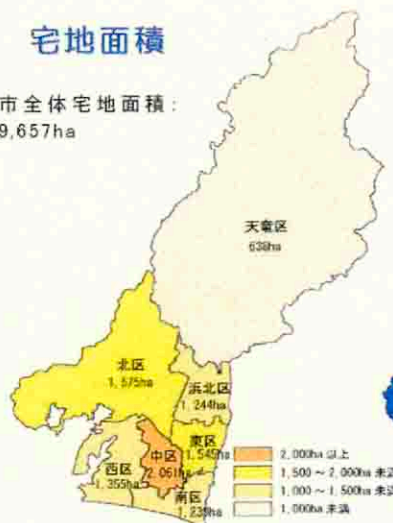 宅地面積
市全体宅地面積：
9,657ha
天竜区
638ha
北区
1,575ha
浜北区
1,244ha
東区
1,545ha
中区
2,061ha
西区
1,355ha
南区
2,000ha 以上
1,500 ～ 2,000ha 未満
1,000 ～ 1,500ha 未満
1,000ha 未満